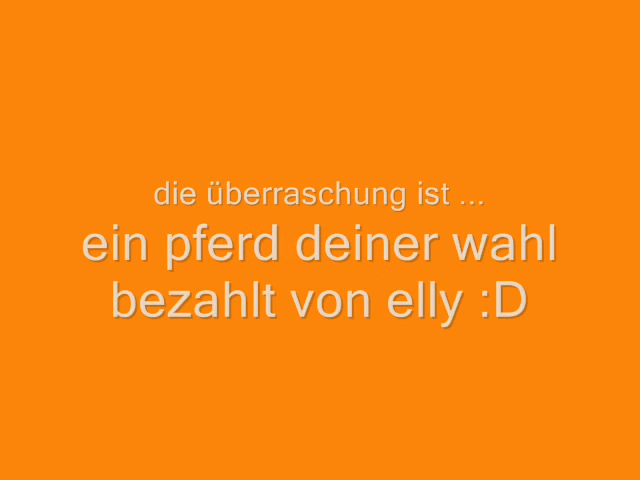 die überraschung ist ...
ein pferd deiner wahl
bezahlt von elly :D